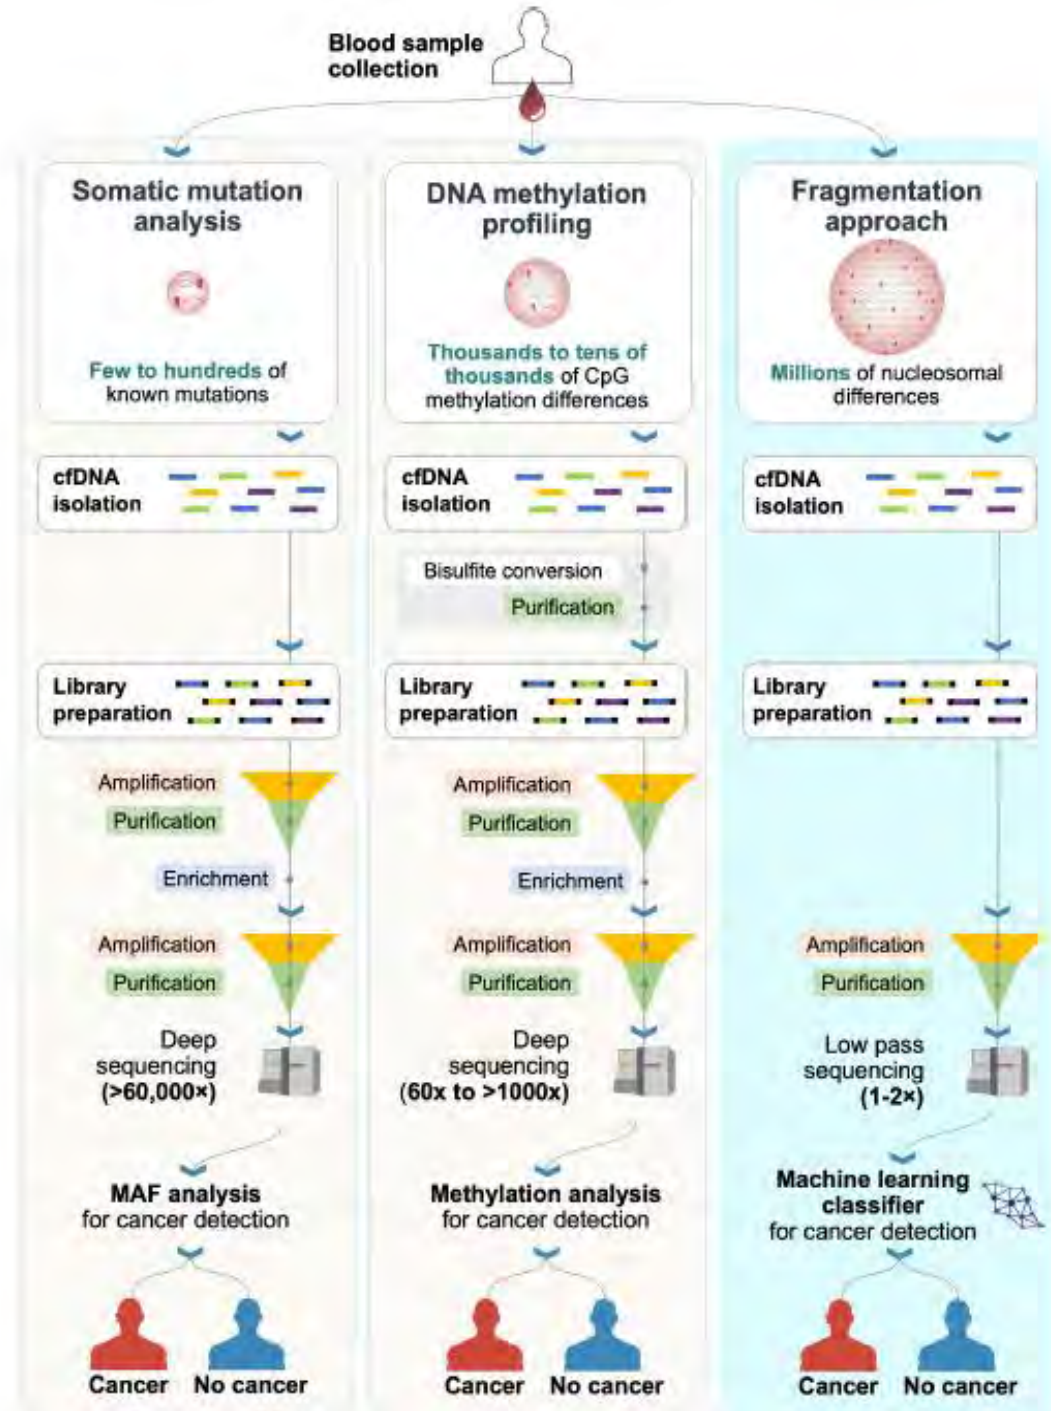 Blood sample
collection
Somatic mutation
analysis
Few to hundreds of
known mutations
cfDNA
isolation
Library
preparation
Amplification
Purification
Enrichment
Amplification
Purification
Deep
sequencing
(>60,000×)
MAF analysis
for cancer detection
Cancer
No cancer
DNA methylation
profiling
Thousands to tens of
thousands of CpG
methylation differences
cfDNA
isolation
Bisulfite conversion
Purification
Library
preparation
Amplification
Purification
Enrichment
Amplification
Purification
Deep
sequencing
(60x to >1000x)
Methylation analysis
for cancer detection
Cancer
No cancer
Fragmentation
approach
Millions of nucleosomal
differences
cfDNA
isolation
Library
preparation
Amplification
Purification
Low pass
sequencing
(1-2×)
Machine learning
classifier
for cancer detection
Cancer
No cancer